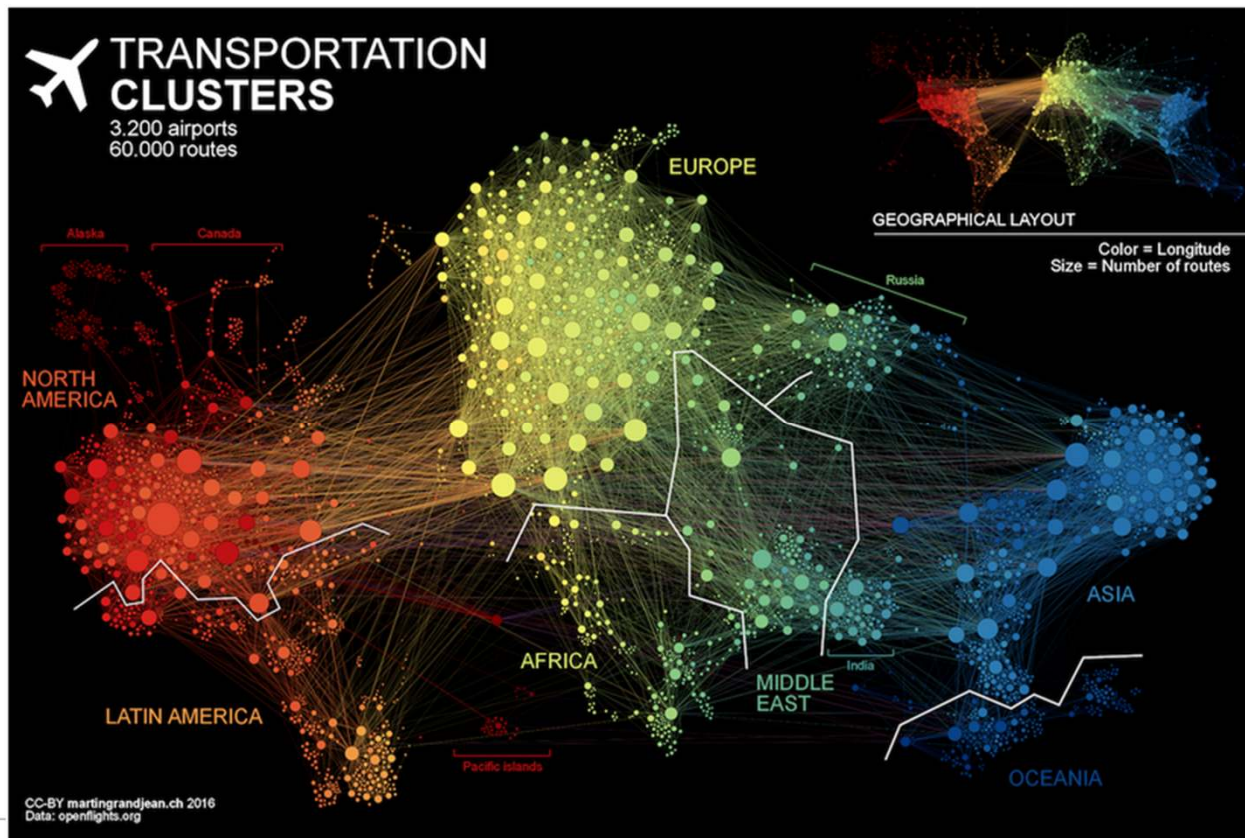 TRANSPORTATION
CLUSTERS
3.200 airports
60.000 routes
EUROPE
GEOGRAPHICAL LAYOUT
Color = Longitude
Size = Number of routes
Alaska
Canada
Russia
NORTH
AMERICA
ASIA
AFRICA
India
MIDDLE
EAST
LATIN AMERICA
Pacific islands
OCEANIA
CC-BY martingrandjean.ch 2016
Data: openflights.org